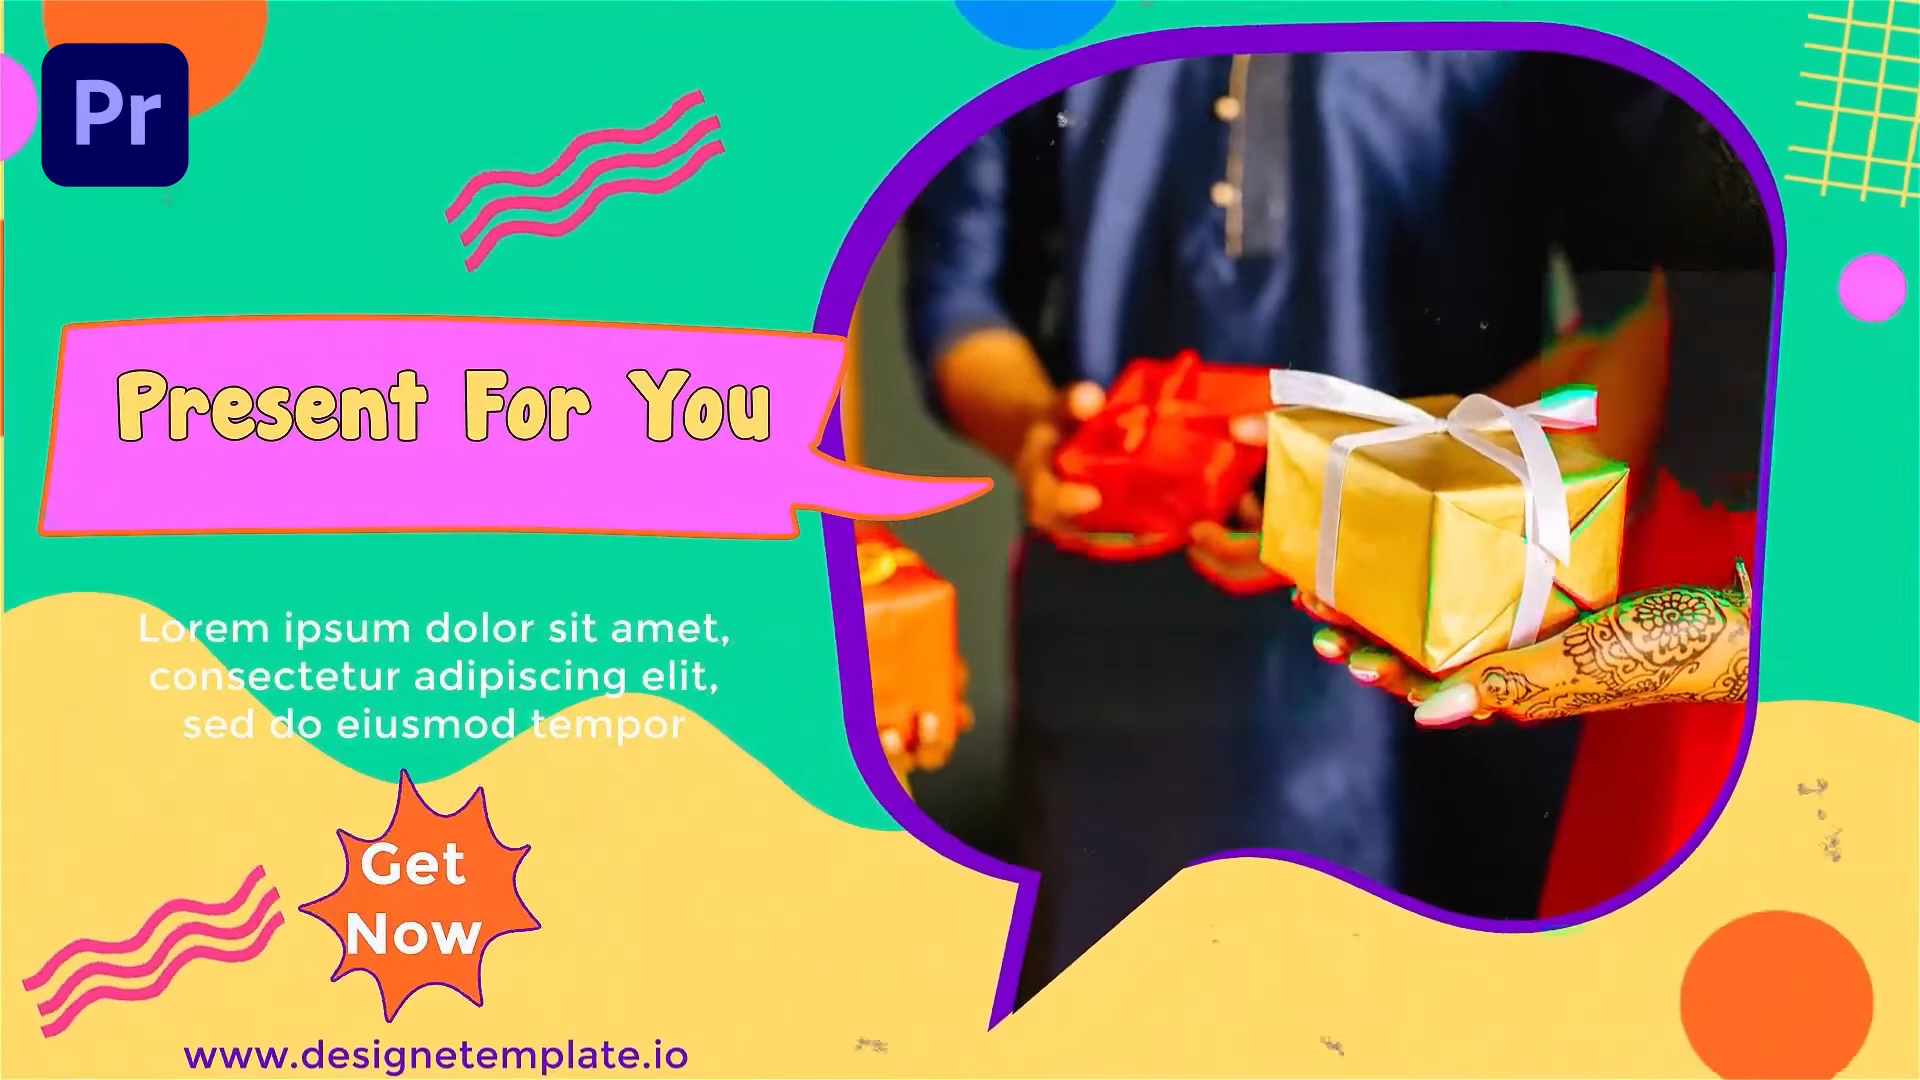 Pr
Present For You
Lorem ipsum dolor sit amet,
consectetur adipiscing elit,
sed do eiusmod tempor
Get
Now
www.designetemplate.io